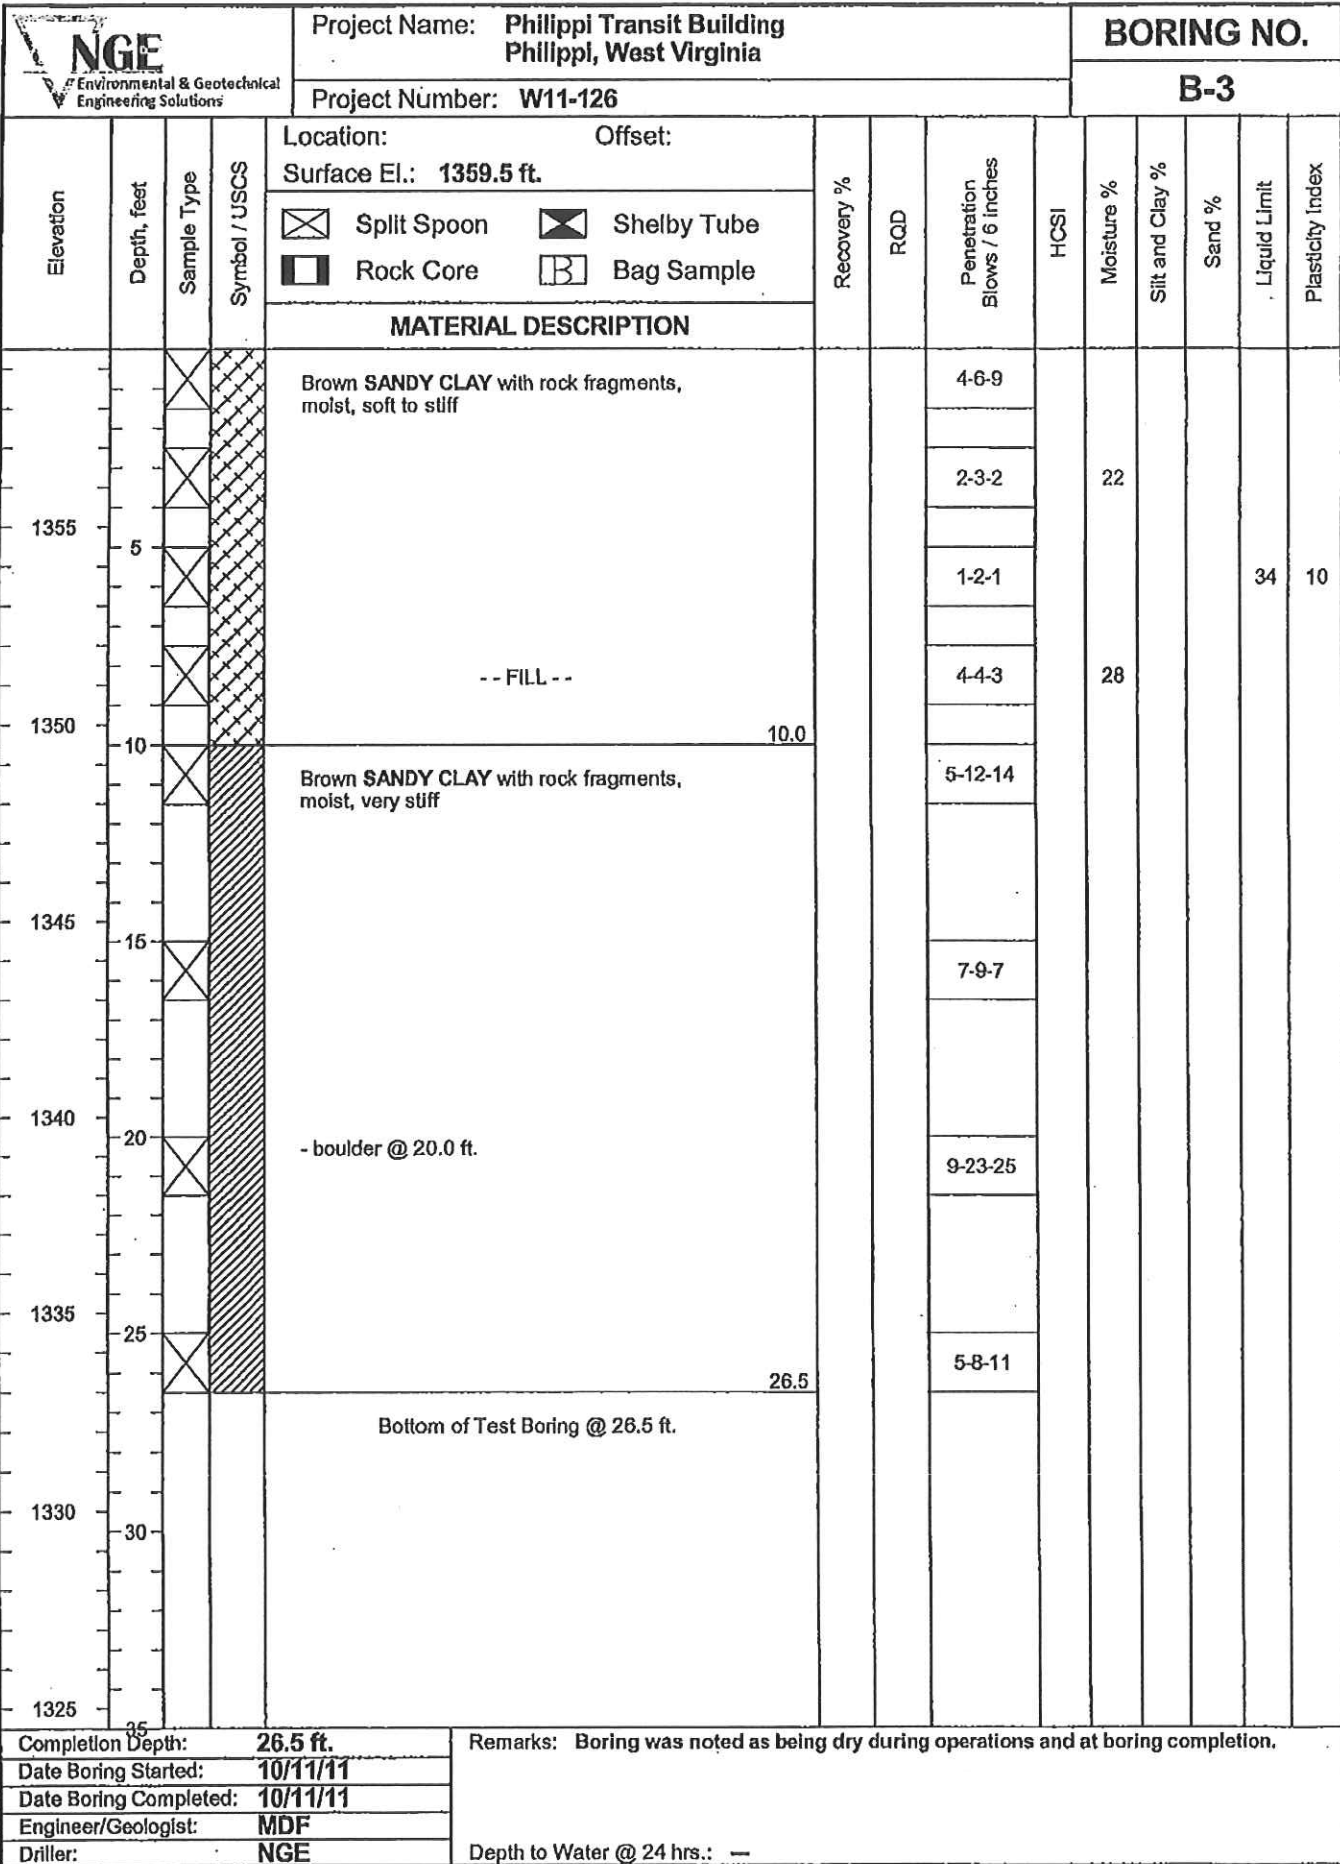 NGE
Environmental & Geotechnical
Engineering Solutions
Project Name: Philippi Transit Building
Philippi, West Virginia
Project Number: W11-126
BORING NO.
B-3
Elevation
Depth, feet
Sample Type
Symbol / USCS
Location: Offset:
Surface El.: 1359.5 ft.
Split Spoon Shelby Tube
Rock Core B Bag Sample
MATERIAL DESCRIPTION
Recovery %
RQD
Penetration
Blows / 6 inches
HCSI
Moisture %
Silt and Clay %
Sand %
Liquid Limit
Plasticity Index
Brown SANDY CLAY with rock fragments, 4-6-9
moist, soft to stiff
2-3-2 22
1355
5
1-2-1 34 10
- - FILL - - 4-4-3 28
1350
10.0
10
Brown SANDY CLAY with rock fragments, 5-12-14
moist, very stiff
1345
15
7-9-7
1340
20
- boulder @ 20.0 ft.
9-23-25
1335
25
5-8-11
26.5
Bottom of Test Boring @ 26.5 ft.
1330
30
1325
35
Completion Depth: 26.5 ft.
Date Boring Started: 10/11/11
Date Boring Completed: 10/11/11
Engineer/Geologist: MDF
Driller: NGE
Remarks: Boring was noted as being dry during operations and at boring completion.
Depth to Water @ 24 hrs.: —